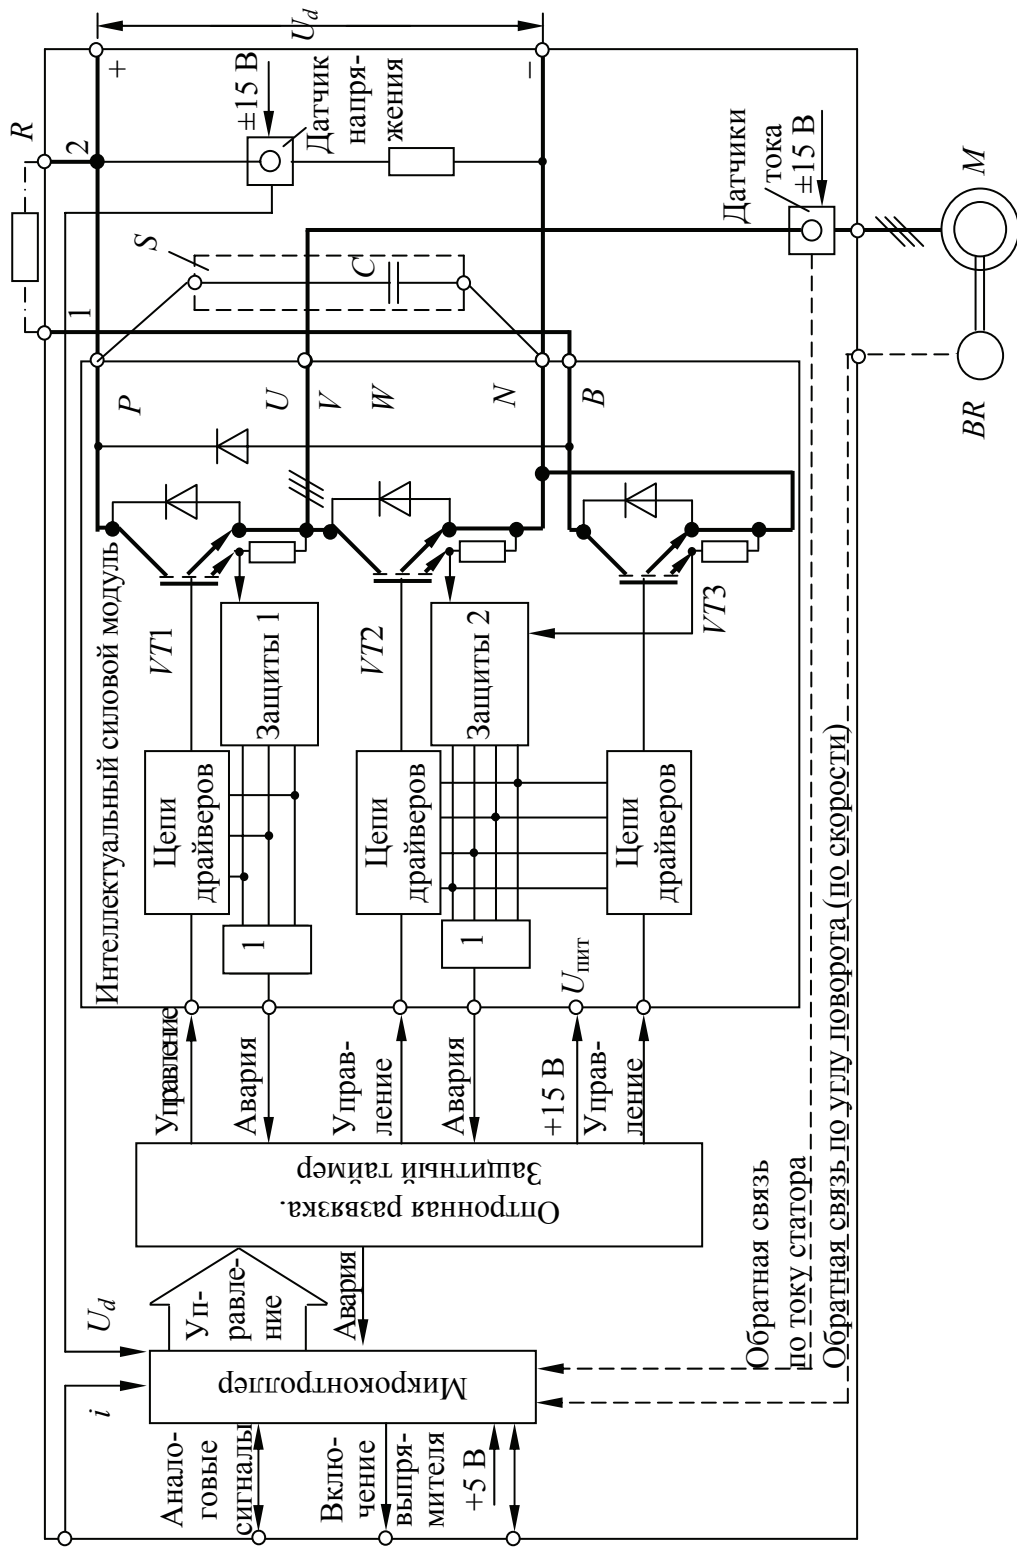 U_d
+
−
R
2
±15 В
Датчик
напря-
жения
Датчики
тока
±15 В
M
BR
S
C
1
P
U
V
W
N
B
Интеллектуальный силовой модуль
VT1
VT2
VT3
Защиты 1
Защиты 2
Цепи
драйверов
Цепи
драйверов
Цепи
драйверов
1
1
U_пит
Управление
Авария
Управ-
ление
Авария
+15 В
Управ-
ление
Оптронная развязка.
Защитный таймер
Уп-
равле-
ние
Авария
U_d
i
Микроконтроллер
Анало-
говые
сигналы
Вклю-
чение
выпря-
мителя
+5 В
Обратная связь
по току статора
Обратная связь по углу поворота (по скорости)